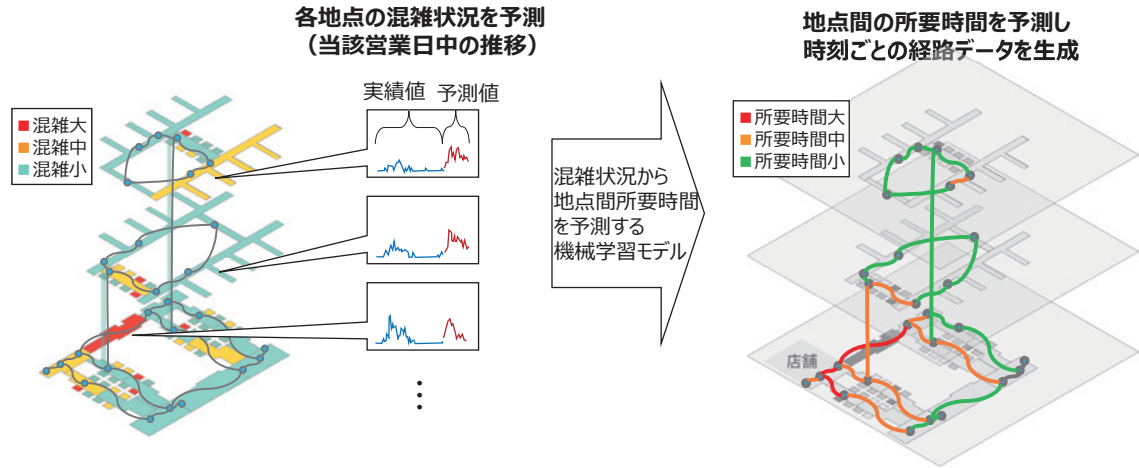 各地点の混雑状況を予測
（当該営業日中の推移）
混雑大
混雑中
混雑小
実績値
予測値
混雑状況から
地点間所要時間
を予測する
機械学習モデル
地点間の所要時間を予測し
時刻ごとの経路データを生成
所要時間大
所要時間中
所要時間小
店舗